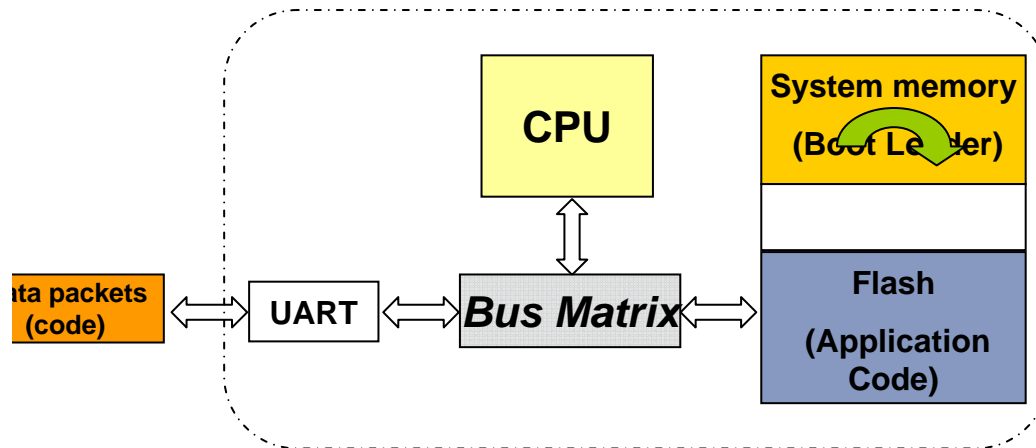 CPU
System memory
(Boot Loader)
ata packets
(code)
UART
Bus Matrix
Flash
(Application
Code)